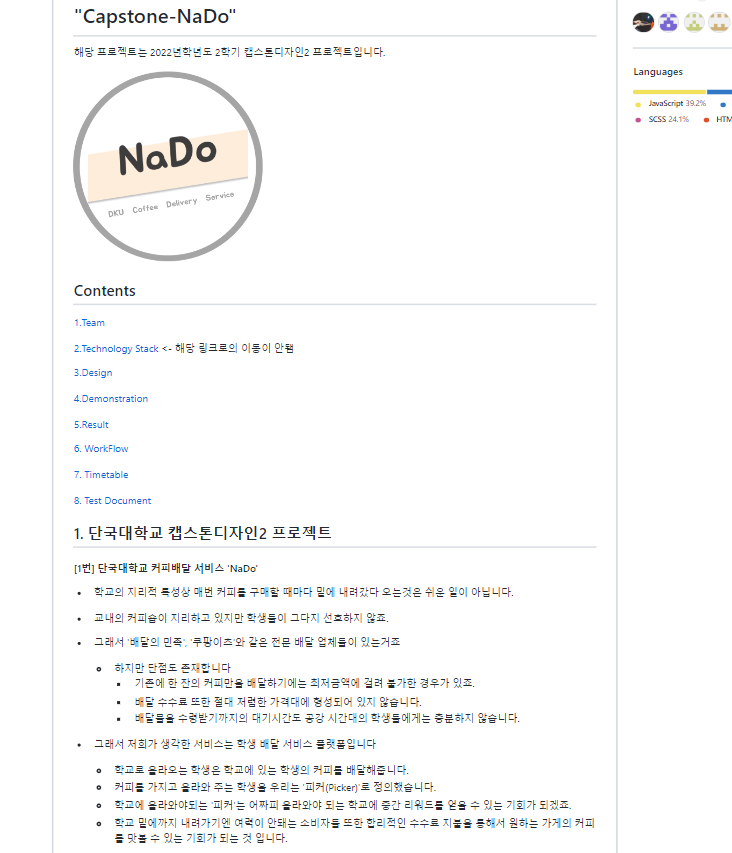 "Capstone-NaDo"
해당 프로젝트는 2022년학년도 2학기 캡스톤디자인2 프로젝트입니다.
NaDo
DKU Coffee Delivery Service
Contents
1.Team
2.Technology Stack <- 해당 링크로의 이동이 안됌
3.Design
4.Demonstration
5.Result
6. WorkFlow
7. Timetable
8. Test Document
1. 단국대학교 캡스톤디자인2 프로젝트
[1번] 단국대학교 커피배달 서비스 'NaDo'
학교의 지리적 특성상 매번 커피를 구매할 때마다 밑에 내려갔다 오는것은 쉬운 일이 아닙니다.
교내의 커피숍이 자리하고 있지만 학생들이 그다지 선호하지 않죠.
그래서 '배달의 민족', '쿠팡이츠'와 같은 전문 배달 업체들이 있는거죠
하지만 단점도 존재합니다
기존에 한 잔의 커피만을 배달하기에는 최저금액에 걸려 불가한 경우가 있죠.
배달 수수료 또한 절대 저렴한 가격대에 형성되어 있지 않습니다.
배달물을 수령받기까지의 대기시간도 공강 시간대의 학생들에게는 충분하지 않습니다.
그래서 저희가 생각한 서비스는 학생 배달 서비스 플랫폼입니다
학교로 올라오는 학생은 학교에 있는 학생의 커피를 배달해줍니다.
커피를 가지고 올라와 주는 학생을 우리는 '피커(Picker)'로 정의했습니다.
학교에 올라와야되는 '피커'는 어짜피 올라와야 되는 학교에 중간 리워드를 얻을 수 있는 기회가 되겠죠.
학교 밑에까지 내려가기엔 여력이 안돼는 소비자들 또한 합리적인 수수료 지불을 통해서 원하는 가게의 커피
를 맛볼 수 있는 기회가 되는 것 입니다.
Languages
JavaScript 39.2%
SCSS 24.1%
HTM